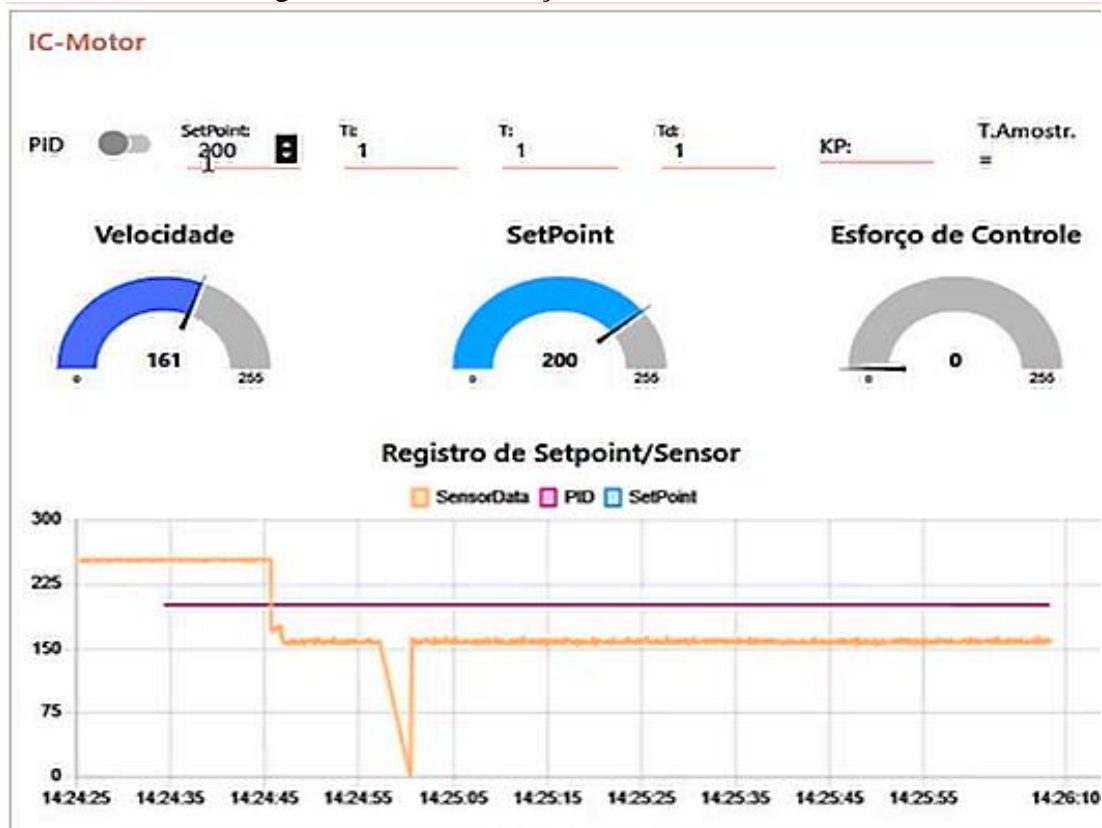 IC-Motor
PID
SetPoint:
200
Ti:
1
T:
1
Td:
1
KP:
T.Amostr.
=
Velocidade
SetPoint
Esforço de Controle
161
0
255
200
0
255
0
0
255
Registro de Setpoint/Sensor
SensorData PID SetPoint
300
225
150
75
0
14:24:25 14:24:35 14:24:45 14:24:55 14:25:05 14:25:15 14:25:25 14:25:35 14:25:45 14:25:55 14:26:10